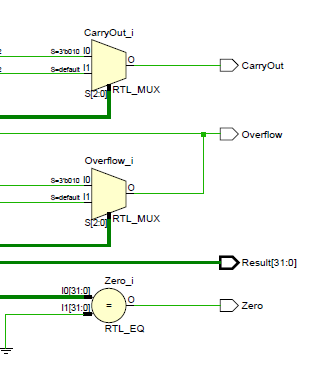 CarryOut_i
S=3'b010 I0
S=default I1
O
CarryOut
S[2:0]
RTL_MUX
Overflow
Overflow_i
S=3'b010 I0
S=default I1
O
S[2:0]
RTL_MUX
Result[31:0]
Zero_i
I0[31:0]
I1[31:0]
=
O
Zero
RTL_EQ